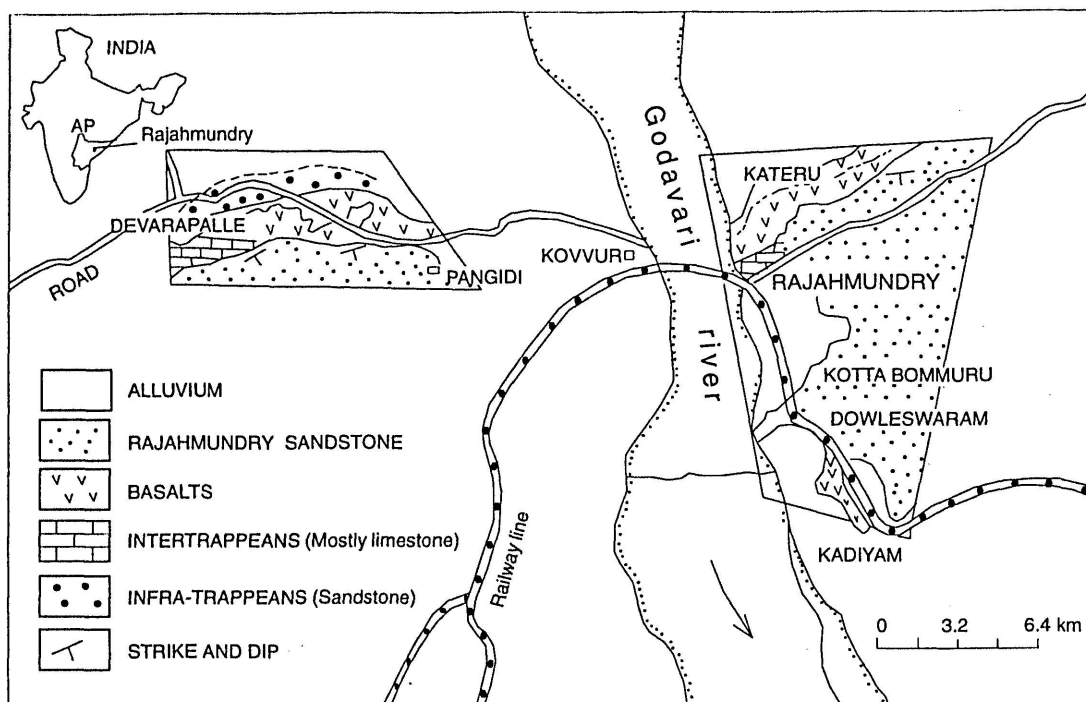 INDIA
AP
Rajahmundry
Godavari
river
KATERU
DEVARAPALLE
KOVVUR
PANGIDI
ROAD
RAJAHMUNDRY
KOTTA BOMMURU
DOWLESWARAM
KADIYAM
Railway line
ALLUVIUM
RAJAHMUNDRY SANDSTONE
BASALTS
INTERTRAPPEANS (Mostly limestone)
INFRA-TRAPPEANS (Sandstone)
STRIKE AND DIP
0 3.2 6.4 km